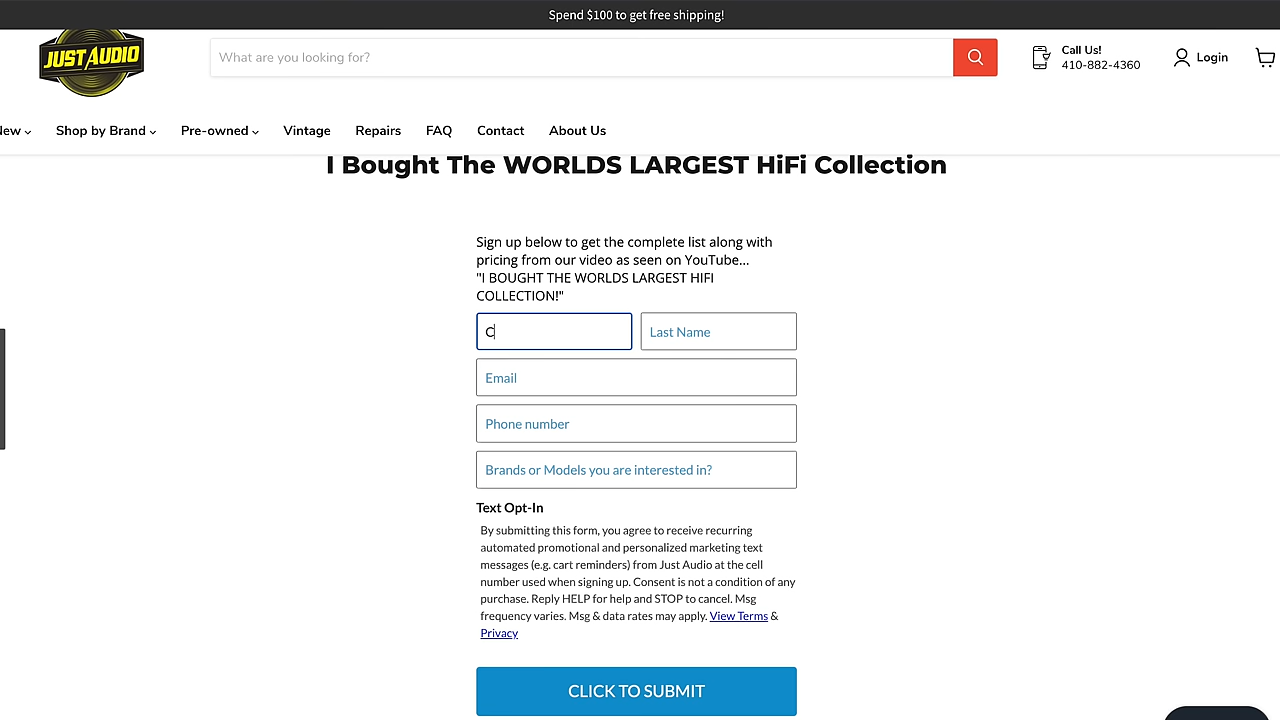 Spend $100 to get free shipping!
JUST AUDIO
What are you looking for?
Call Us!
410-882-4360
Login
New
Shop by Brand
Pre-owned
Vintage
Repairs
FAQ
Contact
About Us
I Bought The WORLDS LARGEST HiFi Collection
Sign up below to get the complete list along with
pricing from our video as seen on YouTube...
"I BOUGHT THE WORLDS LARGEST HIFI
COLLECTION!"
C
Last Name
Email
Phone number
Brands or Models you are interested in?
Text Opt-In
By submitting this form, you agree to receive recurring
automated promotional and personalized marketing text
messages (e.g. cart reminders) from Just Audio at the cell
number used when signing up. Consent is not a condition of any
purchase. Reply HELP for help and STOP to cancel. Msg
frequency varies. Msg & data rates may apply. View Terms &
Privacy
CLICK TO SUBMIT